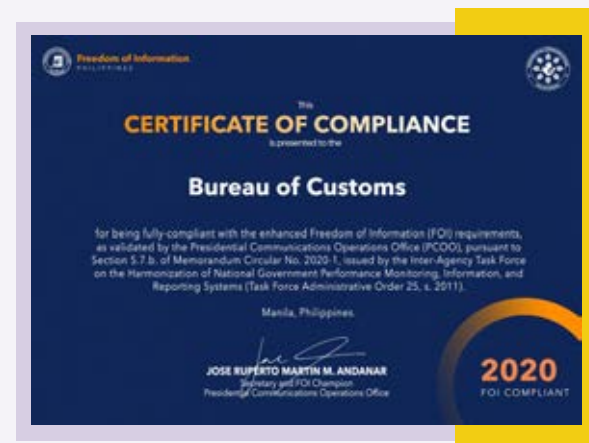 Freedom of Information
PHILIPPINES
This
CERTIFICATE OF COMPLIANCE
is presented to the
Bureau of Customs
for being fully-compliant with the enhanced Freedom of Information (FOI) requirements,
as validated by the Presidential Communications Operations Office (PCOO), pursuant to
Section 5.7.b. of Memorandum Circular No. 2020-1, issued by the Inter-Agency Task Force
on the Harmonization of National Government Performance Monitoring, Information, and
Reporting Systems (Task Force Administrative Order 25, s. 2011).
Manila, Philippines.
JOSE RUPERTO MARTIN M. ANDANAR
Secretary and FOI Champion
Presidential Communications Operations Office
2020
FOI COMPLIANT